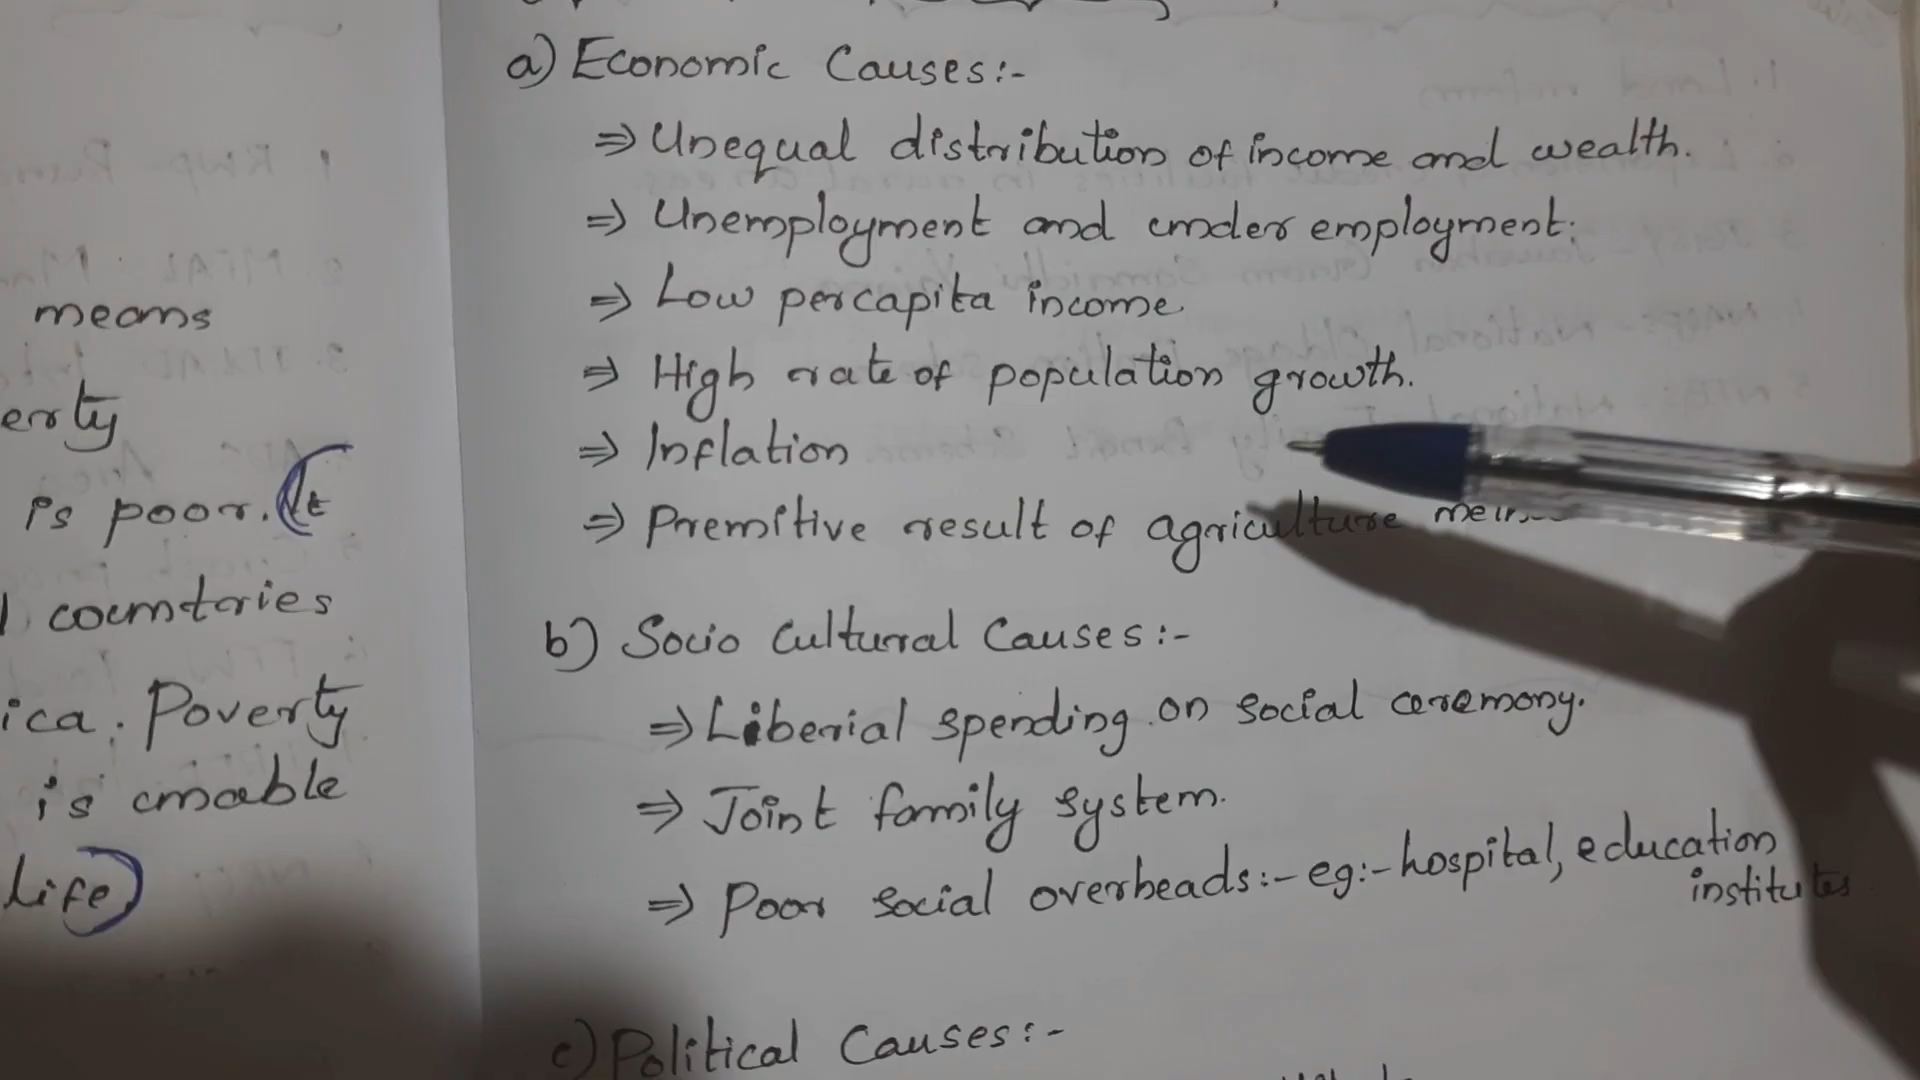 means
erty
is poor. It
countries
ica. Poverty
is unable
life
a) Economic Causes:-
⇒ Unequal distribution of income and wealth.
⇒ Unemployment and under employment.
⇒ Low percapita income.
⇒ High rate of population growth.
⇒ Inflation
⇒ Premitive result of agriculture
b) Socio Cultural Causes:-
⇒ Liberial spending on social ceremony.
⇒ Joint family system.
⇒ Poor social overheads:- eg:- hospital, education
institutes
c) Political Causes:-